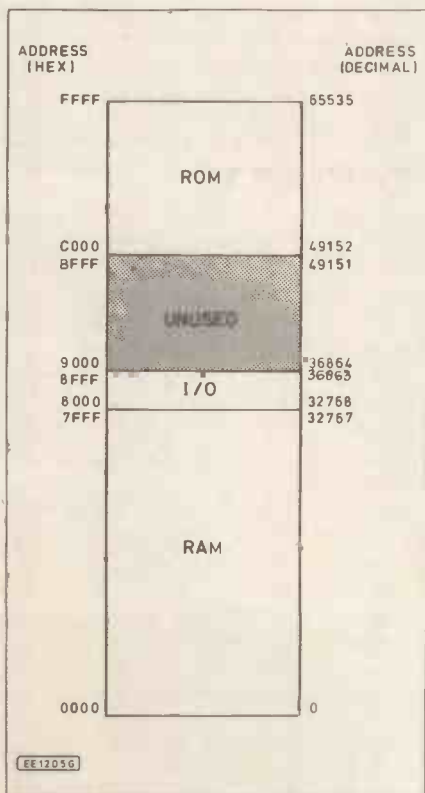 ADDRESS (HEX)
ADDRESS (DECIMAL)
FFFF
65535
ROM
C000
49152
BFFF
49151
UNUSED
9000
36864
8FFF
36863
I/O
8000
32768
7FFF
32767
RAM
0000
0
EE1205G